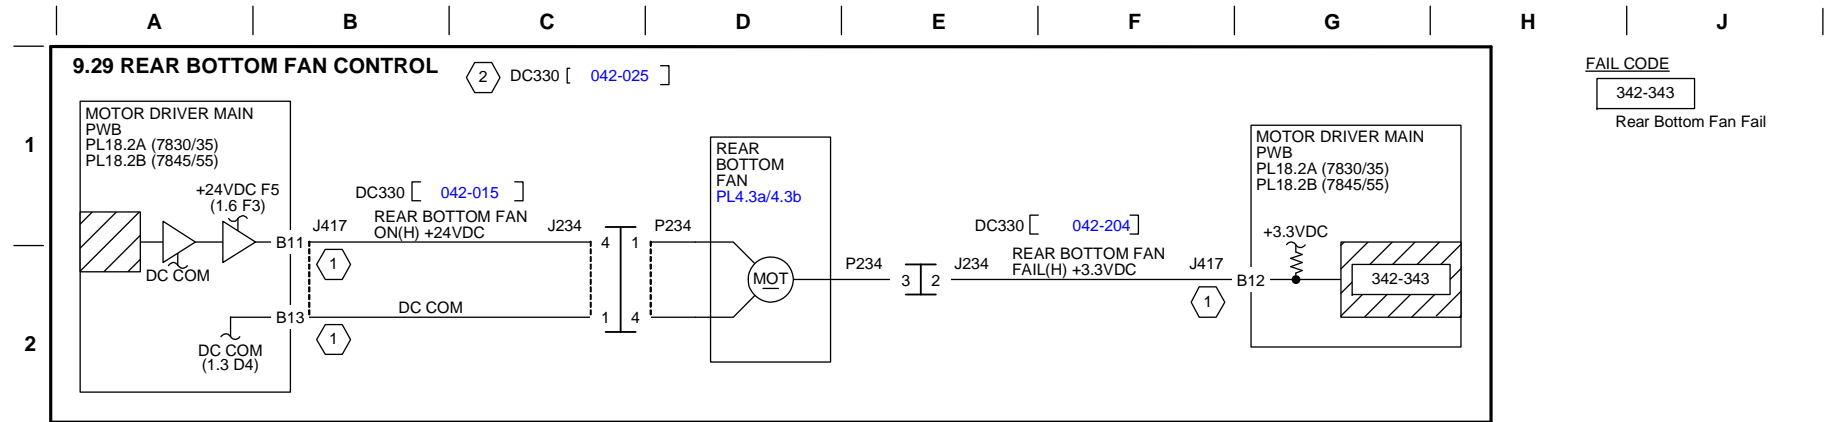 A B C D E F G H J
9.29 REAR BOTTOM FAN CONTROL
2 DC330 [ 042-025 ]
FAIL CODE
342-343
Rear Bottom Fan Fail
1
2
MOTOR DRIVER MAIN
PWB
PL18.2A (7830/35)
PL18.2B (7845/55)
+24VDC F5
(1.6 F3)
DC COM
B11
B13
DC COM
(1.3 D4)
DC330 [ 042-015 ]
J417
REAR BOTTOM FAN
ON(H) +24VDC
J234
1
DC COM
1
4 1
1 4
P234
REAR
BOTTOM
FAN
PL4.3a/4.3b
MOT
P234
3 2
J234
DC330 [ 042-204 ]
REAR BOTTOM FAN
FAIL(H) +3.3VDC
J417
1
B12
MOTOR DRIVER MAIN
PWB
PL18.2A (7830/35)
PL18.2B (7845/55)
+3.3VDC
342-343